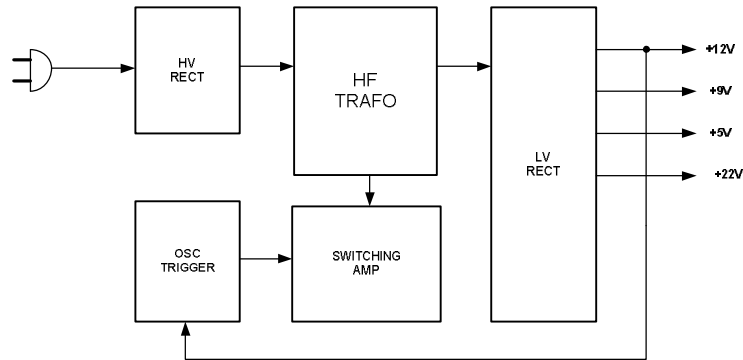 HV
RECT
HF
TRAFO
LV
RECT
+12V
+9V
+5V
+22V
OSC
TRIGGER
SWITCHING
AMP